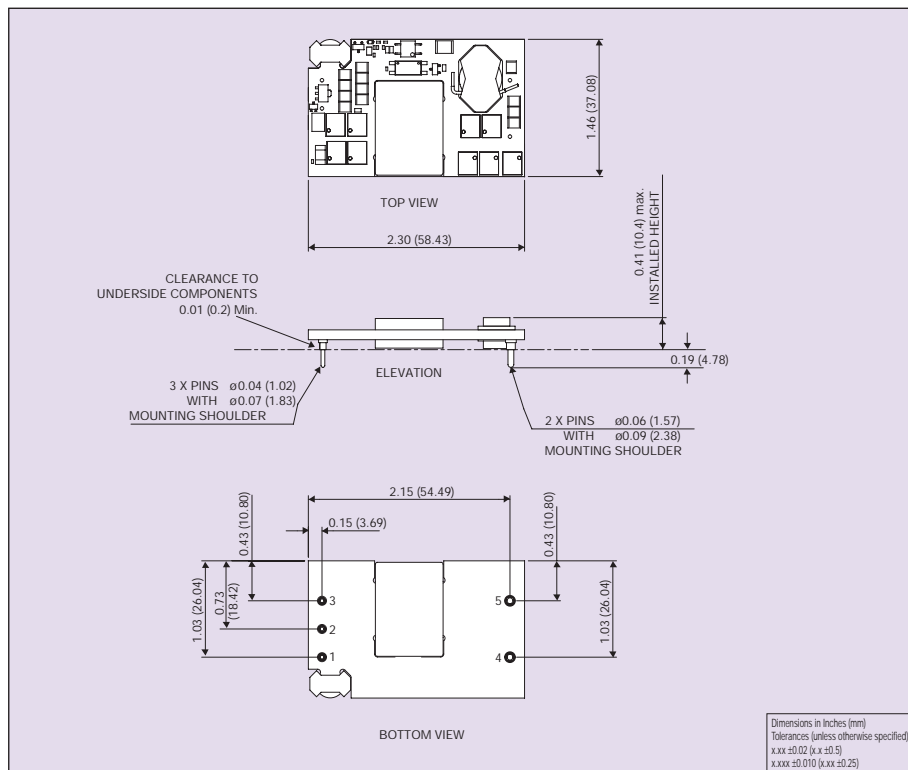 1.46 (37.08)
TOP VIEW
2.30 (58.43)
0.41 (10.4) max.
INSTALLED HEIGHT
CLEARANCE TO
UNDERSIDE COMPONENTS
0.01 (0.2) Min.
0.19 (4.78)
ELEVATION
3 X PINS ø0.04 (1.02)
WITH ø0.07 (1.83)
MOUNTING SHOULDER
2 X PINS ø0.06 (1.57)
WITH ø0.09 (2.38)
MOUNTING SHOULDER
2.15 (54.49)
0.15 (3.69)
0.43 (10.80)
0.43 (10.80)
1.03 (26.04)
0.73
(18.42)
1.03 (26.04)
3
5
2
1
4
BOTTOM VIEW
Dimensions in Inches (mm)
Tolerances (unless otherwise specified)
x.xx ±0.02 (x.x ±0.5)
x.xxx ±0.010 (x.xx ±0.25)